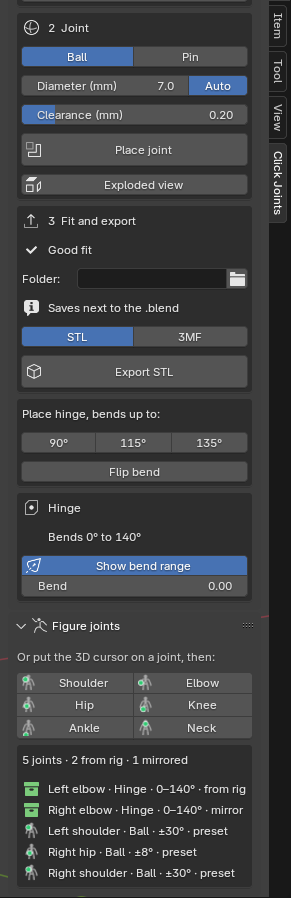 Item
Tool
View
Click Joints
2 Joint
Ball Pin
Diameter (mm) 7.0 Auto
Clearance (mm) 0.20
Place joint
Exploded view
3 Fit and export
Good fit
Folder:
Saves next to the .blend
STL 3MF
Export STL
Place hinge, bends up to:
90° 115° 135°
Flip bend
Hinge
Bends 0° to 140°
Show bend range
Bend 0.00
Figure joints
Or put the 3D cursor on a joint, then:
Shoulder Elbow
Hip Knee
Ankle Neck
5 joints · 2 from rig · 1 mirrored
Left elbow · Hinge · 0–140° · from rig
Right elbow · Hinge · 0–140° · mirror
Left shoulder · Ball · ±30° · preset
Right hip · Ball · ±8° · preset
Right shoulder · Ball · ±30° · preset